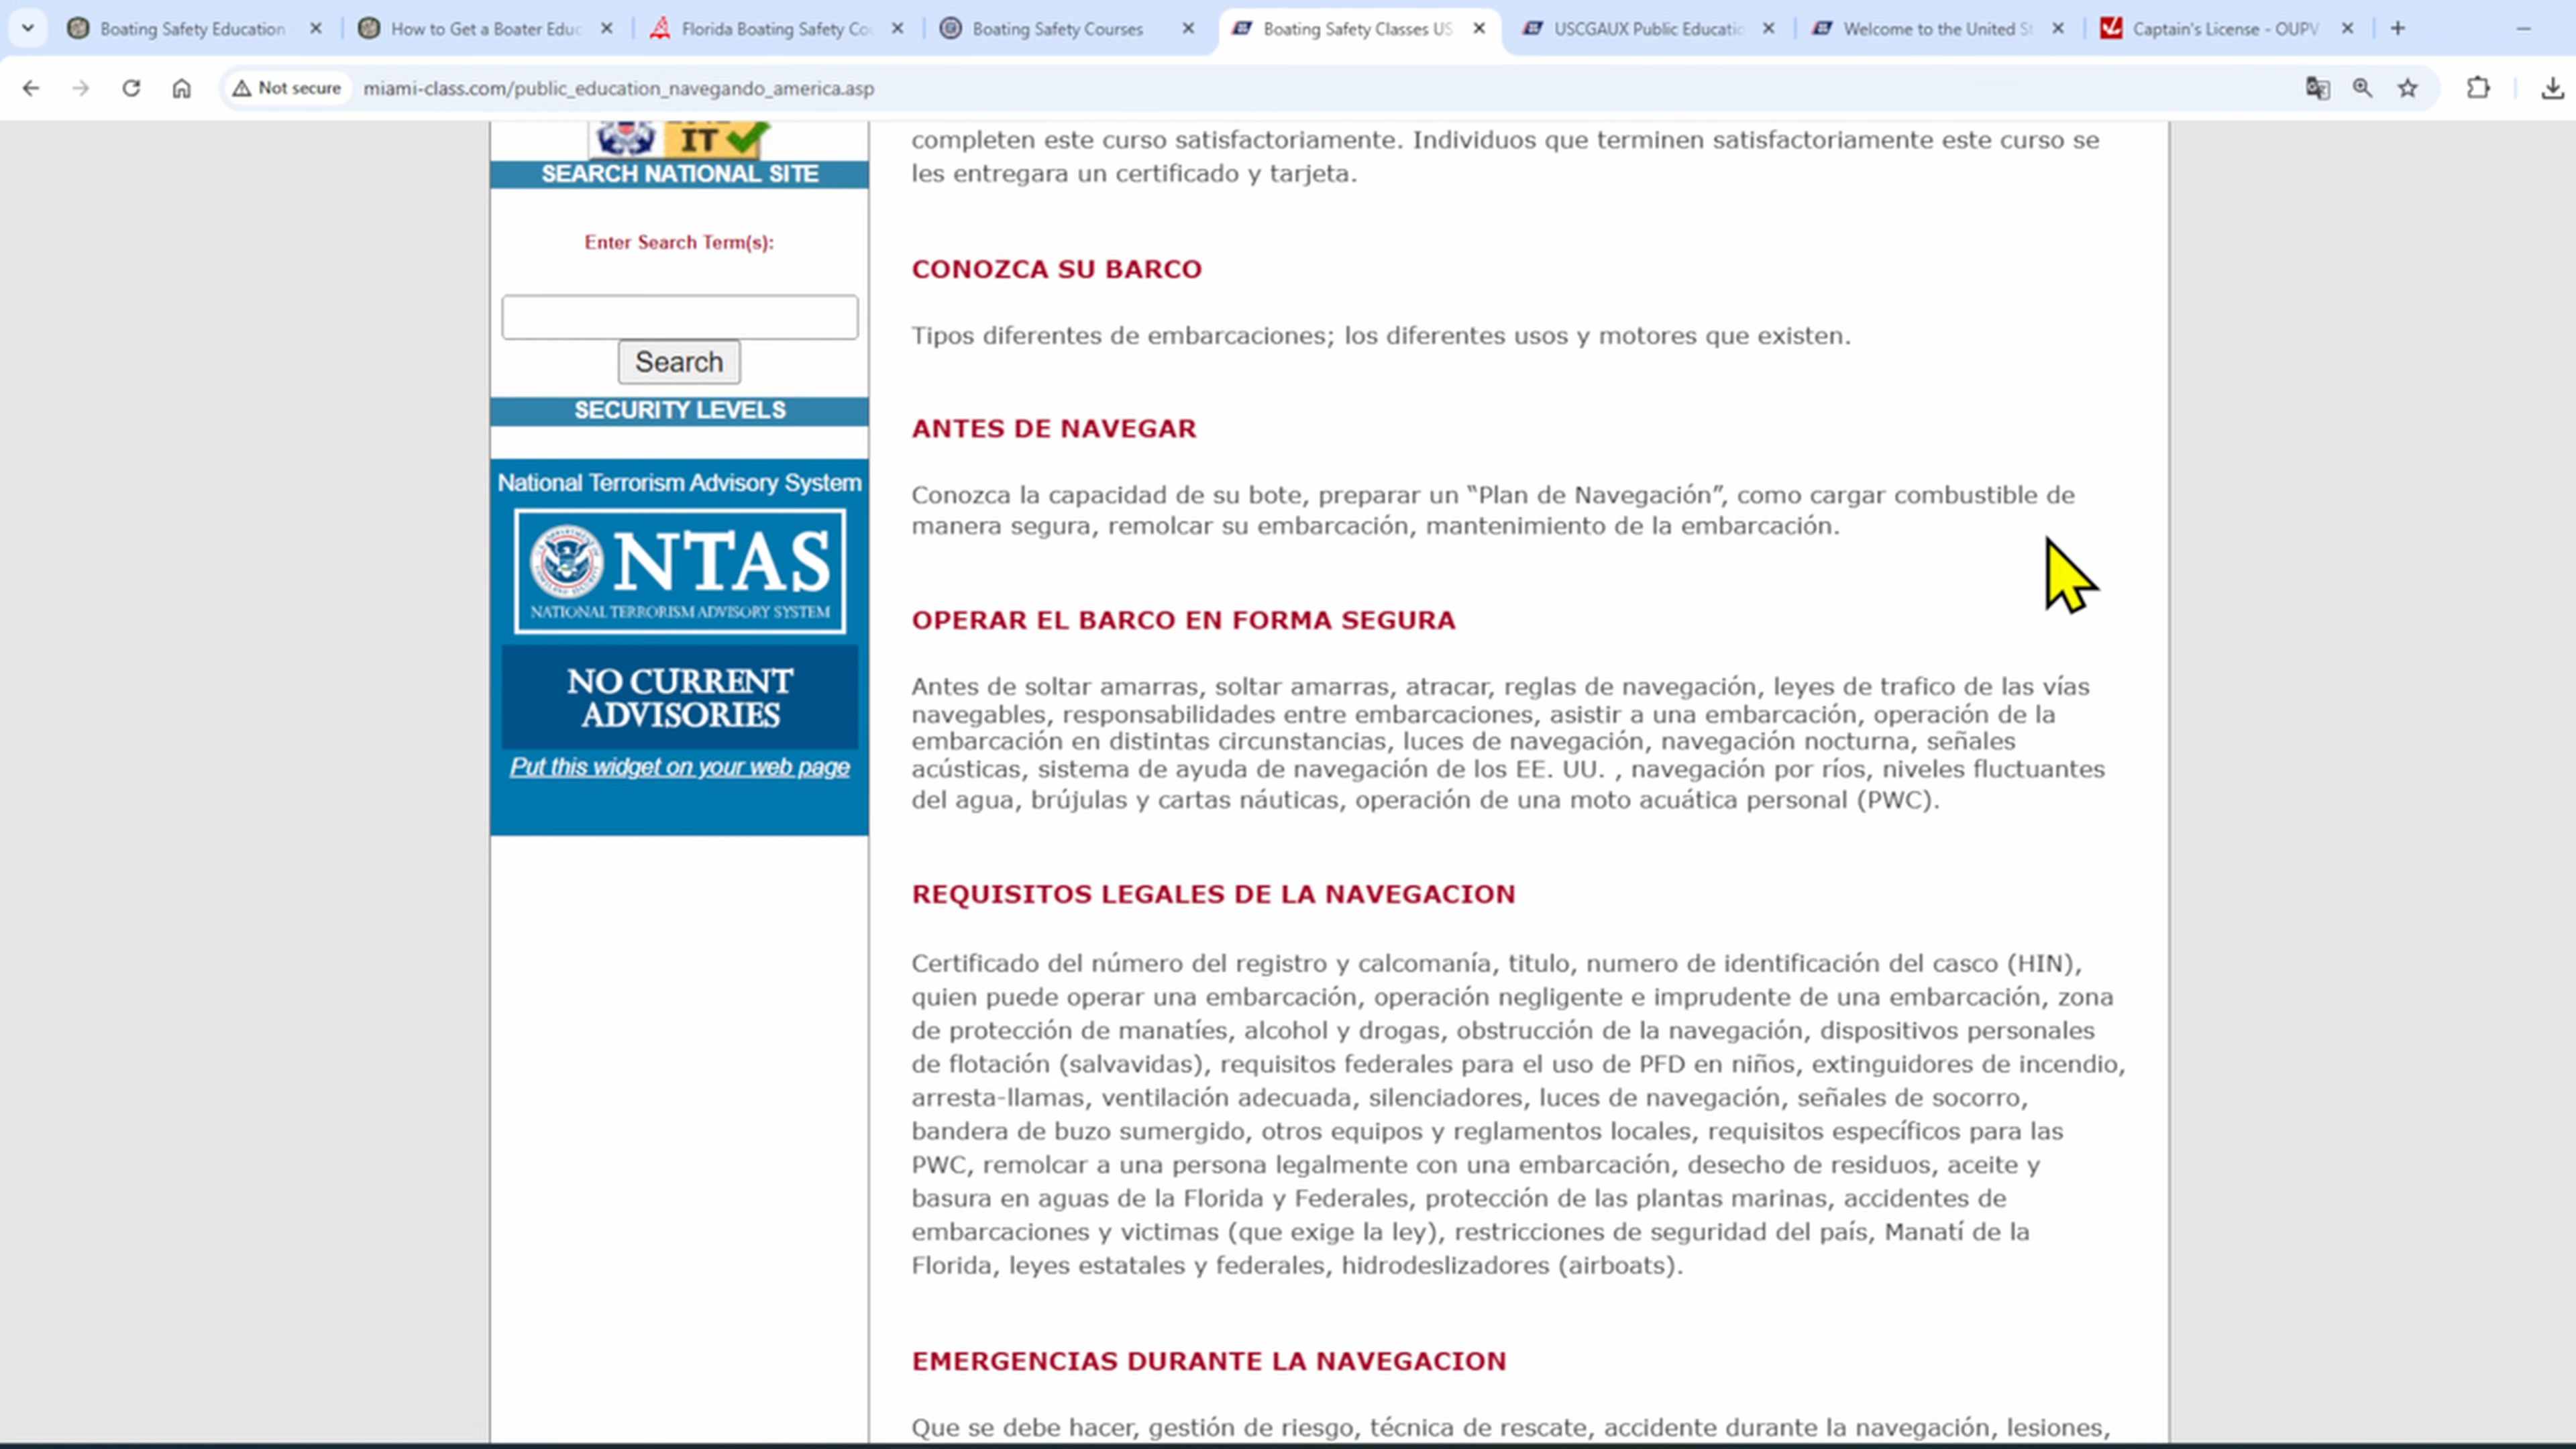 Boating Safety Education
How to Get a Boater Educ
Florida Boating Safety Co
Boating Safety Courses
Boating Safety Classes US
USCGAUX Public Educatio
Welcome to the United St
Captain's License - OUPV
Not secure
miami-class.com/public_education_navegando_america.asp
IT
SEARCH NATIONAL SITE
Enter Search Term(s):
Search
SECURITY LEVELS
National Terrorism Advisory System
NTAS
NATIONAL TERRORISM ADVISORY SYSTEM
NO CURRENT
ADVISORIES
Put this widget on your web page
completen este curso satisfactoriamente. Individuos que terminen satisfactoriamente este curso se
les entregara un certificado y tarjeta.
CONOZCA SU BARCO
Tipos diferentes de embarcaciones; los diferentes usos y motores que existen.
ANTES DE NAVEGAR
Conozca la capacidad de su bote, preparar un “Plan de Navegación”, como cargar combustible de
manera segura, remolcar su embarcación, mantenimiento de la embarcación.
OPERAR EL BARCO EN FORMA SEGURA
Antes de soltar amarras, soltar amarras, atracar, reglas de navegación, leyes de trafico de las vías
navegables, responsabilidades entre embarcaciones, asistir a una embarcación, operación de la
embarcación en distintas circunstancias, luces de navegación, navegación nocturna, señales
acústicas, sistema de ayuda de navegación de los EE. UU. , navegación por ríos, niveles fluctuantes
del agua, brújulas y cartas náuticas, operación de una moto acuática personal (PWC).
REQUISITOS LEGALES DE LA NAVEGACION
Certificado del número del registro y calcomanía, titulo, numero de identificación del casco (HIN),
quien puede operar una embarcación, operación negligente e imprudente de una embarcación, zona
de protección de manatíes, alcohol y drogas, obstrucción de la navegación, dispositivos personales
de flotación (salvavidas), requisitos federales para el uso de PFD en niños, extinguidores de incendio,
arresta-llamas, ventilación adecuada, silenciadores, luces de navegación, señales de socorro,
bandera de buzo sumergido, otros equipos y reglamentos locales, requisitos específicos para las
PWC, remolcar a una persona legalmente con una embarcación, desecho de residuos, aceite y
basura en aguas de la Florida y Federales, protección de las plantas marinas, accidentes de
embarcaciones y victimas (que exige la ley), restricciones de seguridad del país, Manatí de la
Florida, leyes estatales y federales, hidrodeslizadores (airboats).
EMERGENCIAS DURANTE LA NAVEGACION
Que se debe hacer, gestión de riesgo, técnica de rescate, accidente durante la navegación, lesiones,